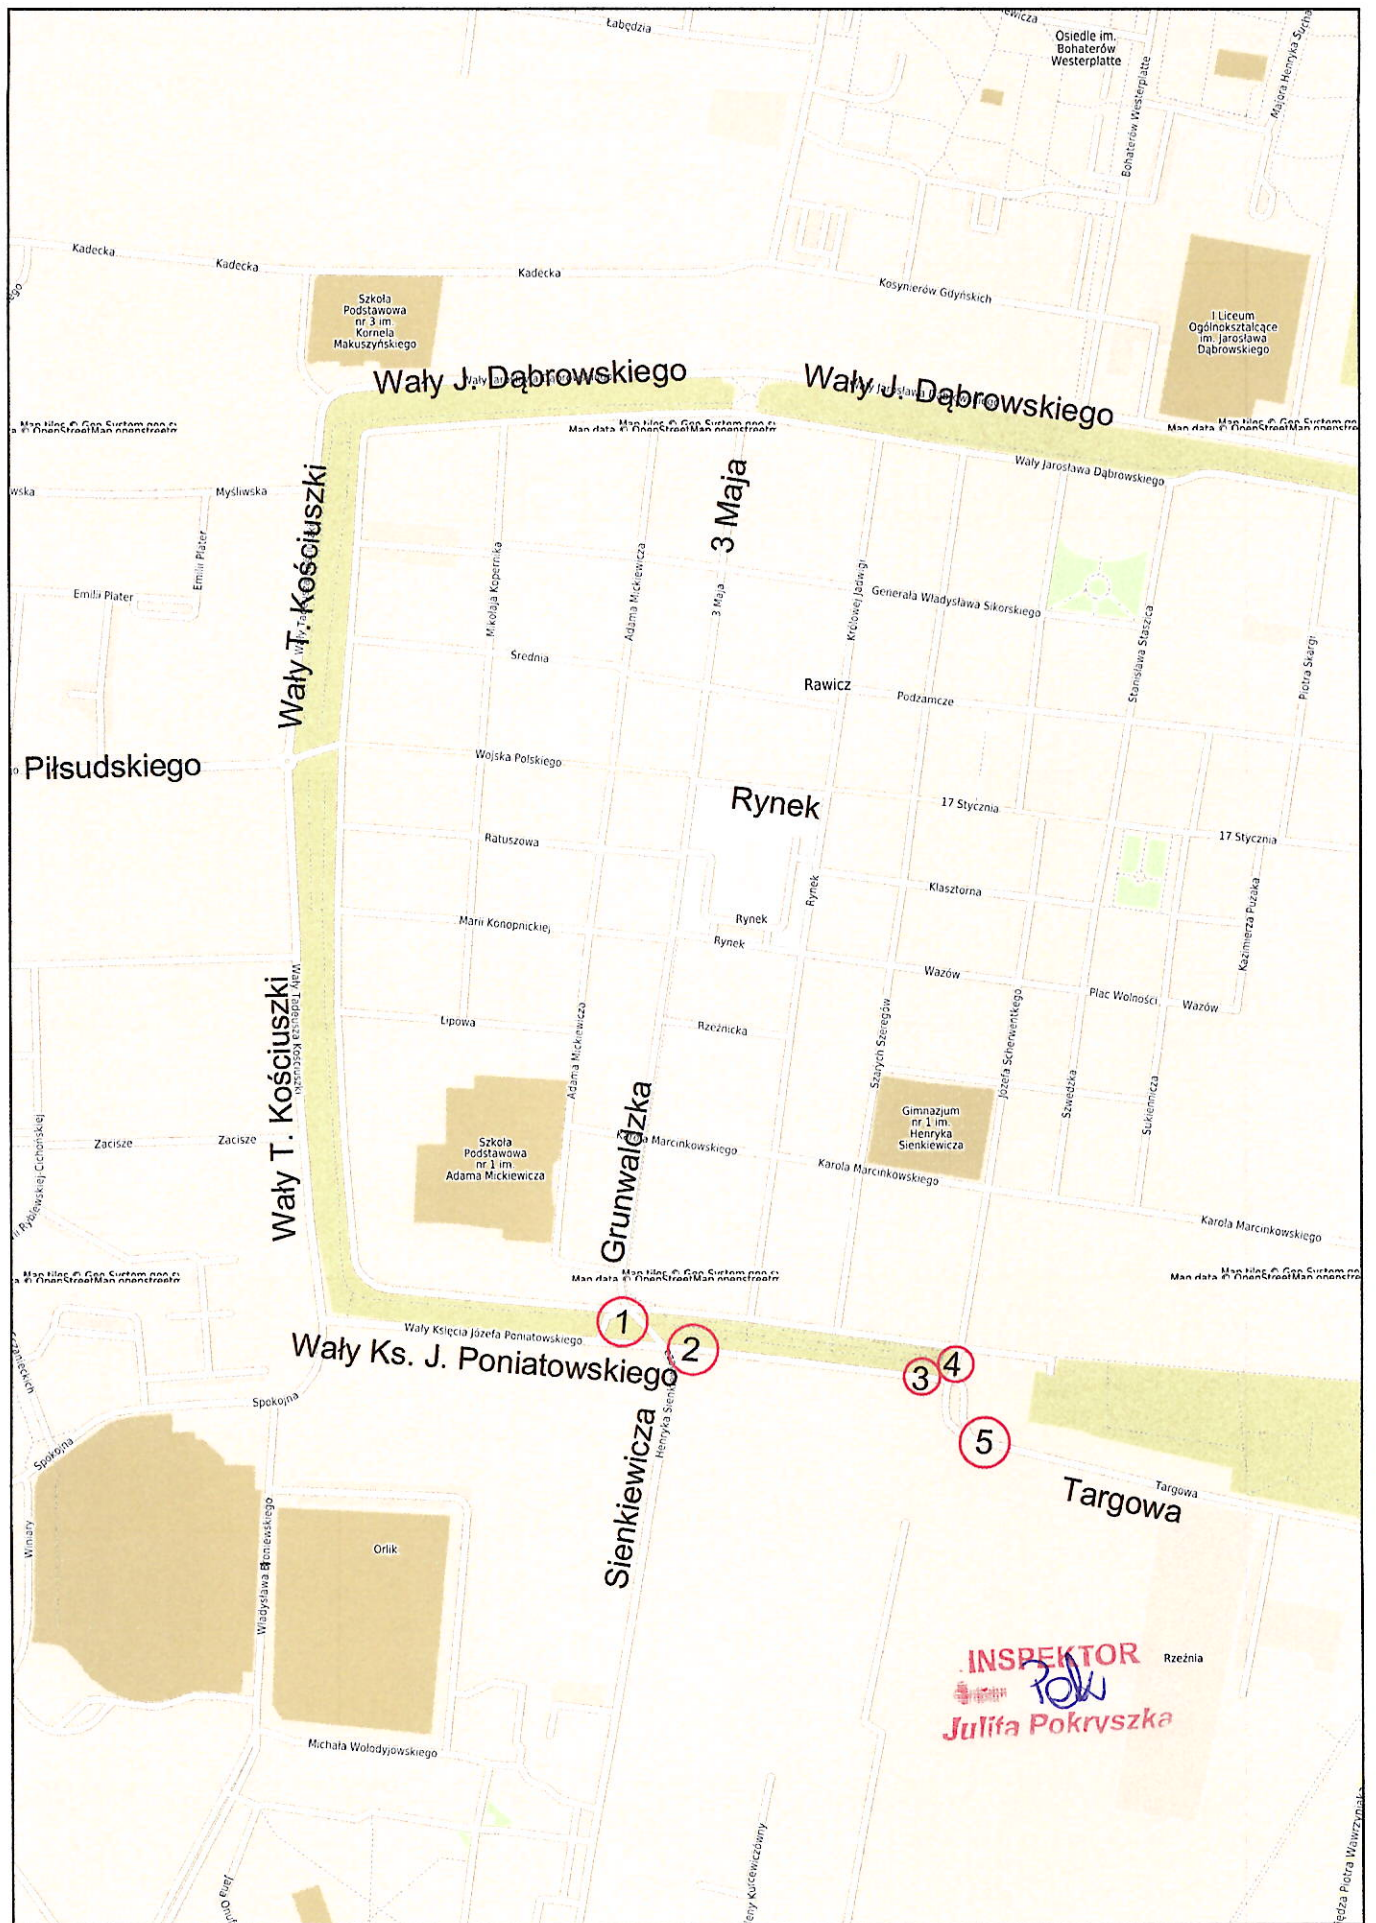 Łabędzia
Osiedle im.
Bohaterów
Westerplatte
Bohaterów Westerplatte
Majora Henryka Sucha
Kadecka
Kadecka
Kadecka
Kosynierów Gdyńskich
Szkoła
Podstawowa
nr 3 im.
Kornela
Makuszyńskiego
I Liceum
Ogólnokształcące
im. Jarosława
Dąbrowskiego
Wały J. Dąbrowskiego
Wały J. Dąbrowskiego
Wały Jarosława Dąbrowskiego
Wały T. Kościuszki
3 Maja
Myśliwska
Emilii Plater
Emilii Plater
Mikołaja Kopernika
Adama Mickiewicza
3 Maja
Królowej Jadwigi
Generała Władysława Sikorskiego
Stanisława Staszica
Piotra Skargi
Średnia
Rawicz
Podzamcze
Piłsudskiego
Wojska Polskiego
Rynek
17 Stycznia
17 Stycznia
Ratuszowa
Rynek
Klasztorna
Kazimierza Pużaka
Marii Konopnickiej
Rynek
Rynek
Wazów
Plac Wolności
Wazów
Wały T. Kościuszki
Wały Tadeusza Kościuszki
Lipowa
Adama Mickiewicza
Rzeźnicka
Szarych Szeregów
Józefa Scherwentkego
Szwedzka
Sukiennicza
Zacisze
Zacisze
Szkoła
Podstawowa
nr 1 im.
Adama Mickiewicza
Grunwaldzka
Karola Marcinkowskiego
Gimnazjum
nr 1 im.
Henryka
Sienkiewicza
Karola Marcinkowskiego
Karola Marcinkowskiego
1
2
3
4
5
Wały Księcia Józefa Poniatowskiego
Wały Ks. J. Poniatowskiego
Spokojna
Spokojna
Sienkiewicza
Targowa
Targowa
Winiary
Władysława Broniewskiego
Orlik
INSPEKTOR
Rzeźnia
Julita Pokryszka
Michała Wołodyjowskiego